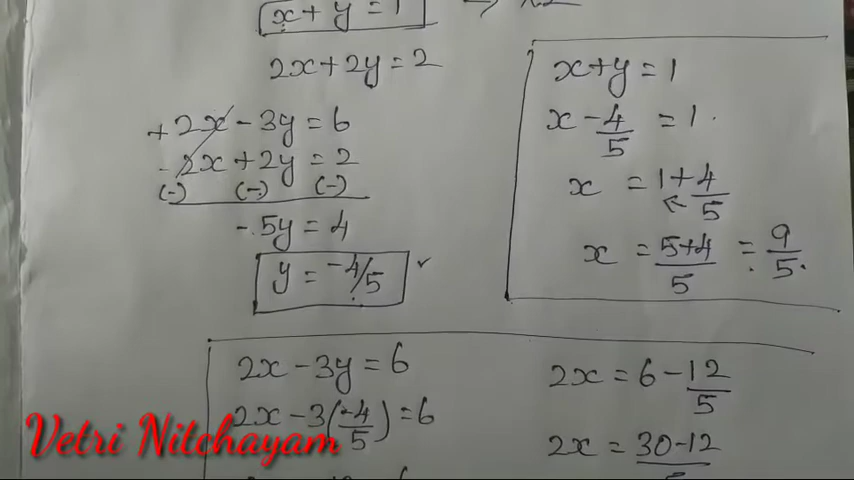 x + y = 1
2x + 2y = 2
+ 2x - 3y = 6
- 2x + 2y = 2
(-) (-) (-)
- 5y = 4
y = -4/5
x + y = 1
x - 4/5 = 1
x = 1 + 4/5
x = 5+4/5 = 9/5
2x - 3y = 6
2x - 3(-4/5) = 6
2x = 6 - 12/5
2x = 30-12
Vetri Nitchayam